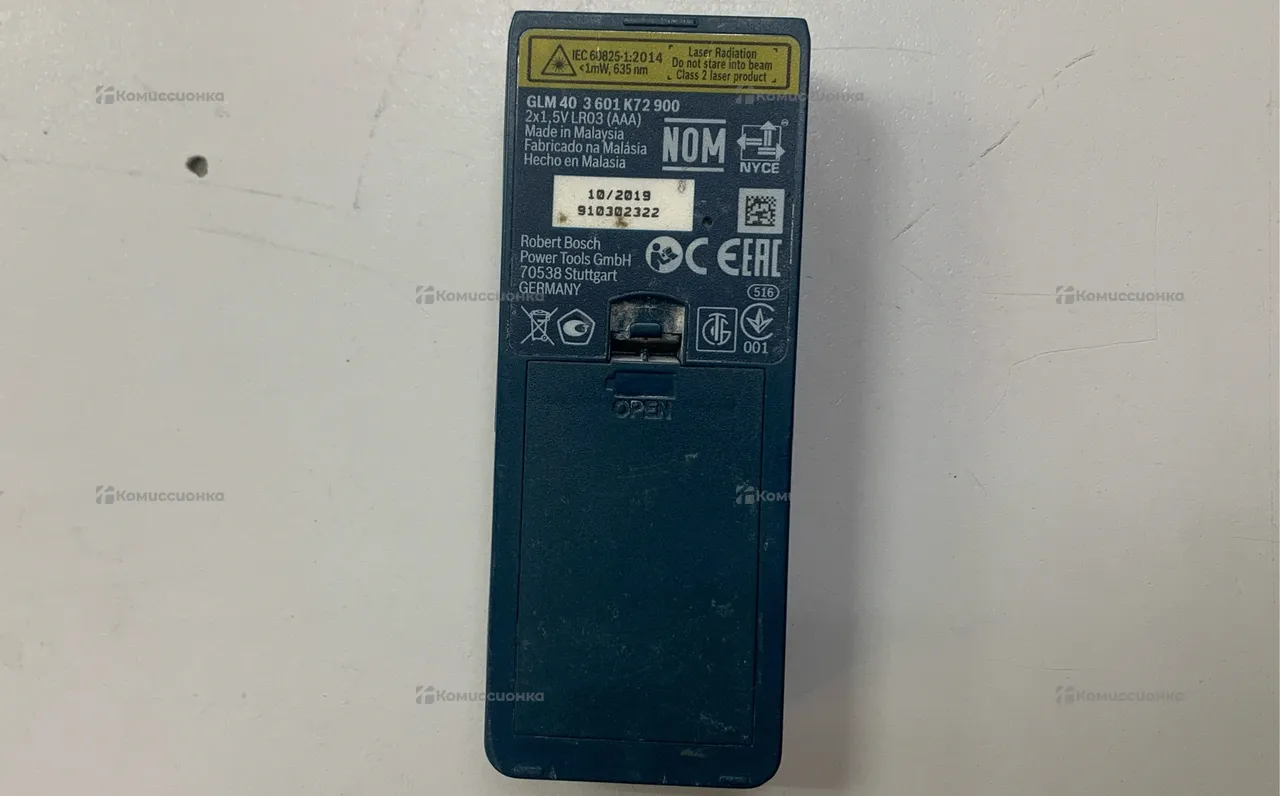 IEC 60825-1:2014
<1mW, 635 nm
Laser Radiation
Do not stare into beam
Class 2 laser product
GLM 40 3 601 K72 900
2x1,5V LR03 (AAA)
Made in Malaysia
Fabricado na Malásia
Hecho en Malasia
NOM
NYCE
10/2019
910302322
Robert Bosch
Power Tools GmbH
70538 Stuttgart
GERMANY
CE EAC
516
001
OPEN
Комиссионка
Комиссионка
Комиссионка
Комиссионка
Комиссионка
Ком
Комиссионка
Комиссионка